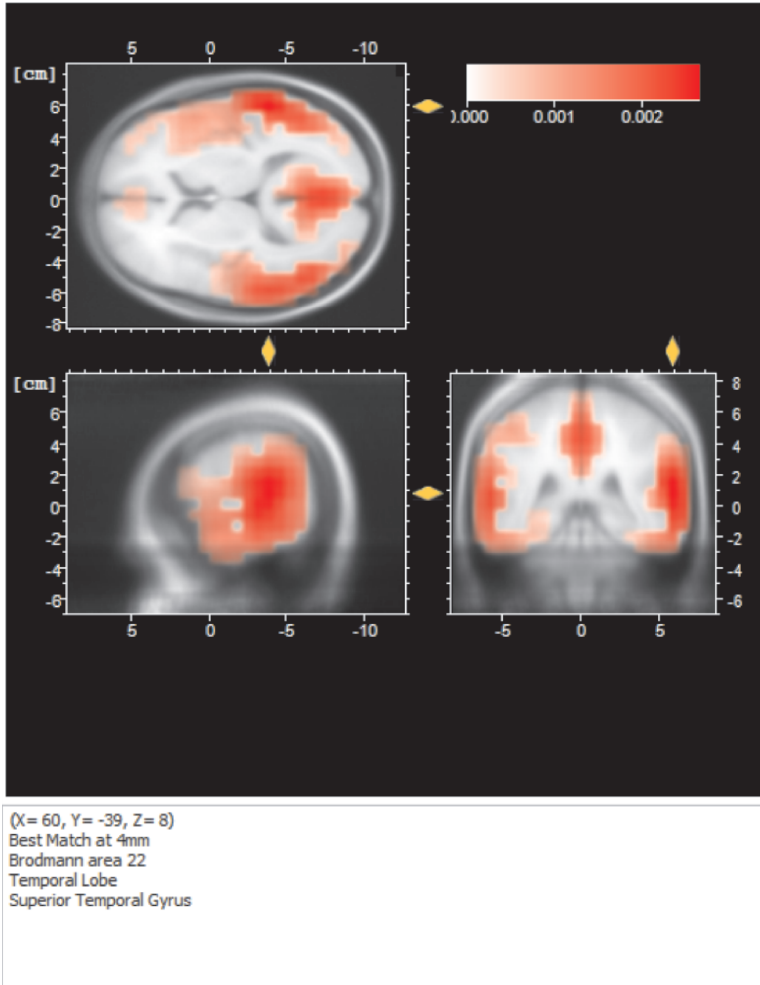 5 0 -5 -10
[cm]
6
4
2
0
-2
-4
-6
-8
0.000 0.001 0.002
[cm]
6
4
2
0
-2
-4
-6
5 0 -5 -10
8
6
4
2
0
-2
-4
-6
-5 0 5
(X= 60, Y= -39, Z= 8)
Best Match at 4mm
Brodmann area 22
Temporal Lobe
Superior Temporal Gyrus